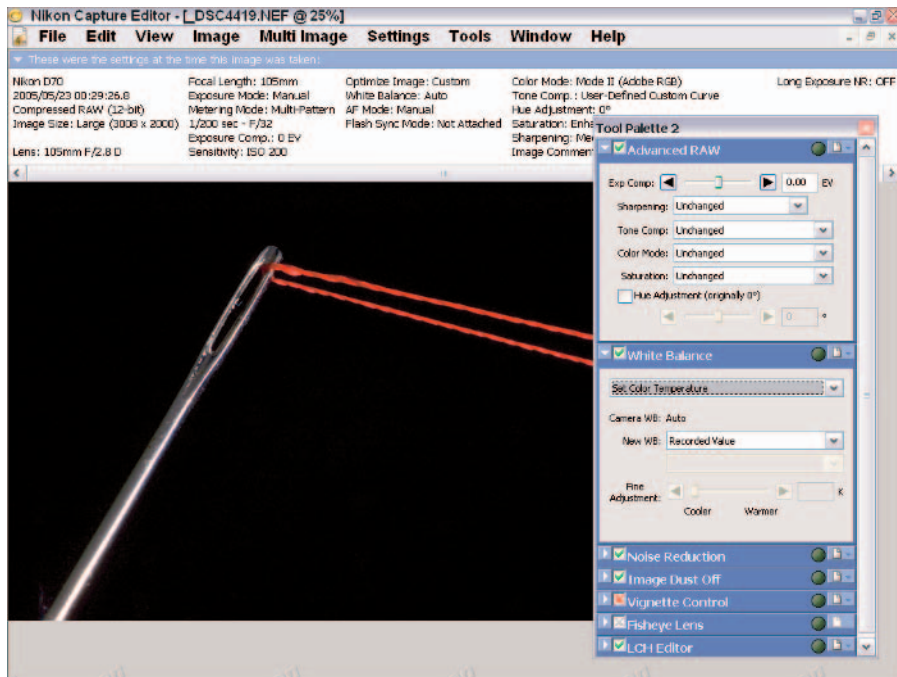 Nikon Capture Editor - [_DSC4419.NEF @ 25%]
File Edit View Image Multi Image Settings Tools Window Help
These were the settings at the time this image was taken:
Nikon D70
2005/05/23 00:29:26.8
Compressed RAW (12-bit)
Image Size: Large (3008 x 2000)
Lens: 105mm F/2.8 D
Focal Length: 105mm
Exposure Mode: Manual
Metering Mode: Multi-Pattern
1/200 sec - F/32
Exposure Comp.: 0 EV
Sensitivity: ISO 200
Optimize Image: Custom
White Balance: Auto
AF Mode: Manual
Flash Sync Mode: Not Attached
Color Mode: Mode II (Adobe RGB)
Tone Comp.: User-Defined Custom Curve
Hue Adjustment: 0°
Saturation: Enha
Sharpening: Me
Image Commen
Long Exposure NR: OFF
Tool Palette 2
Advanced RAW
Exp Comp: 0.00 EV
Sharpening: Unchanged
Tone Comp: Unchanged
Color Mode: Unchanged
Saturation: Unchanged
Hue Adjustment (originally 0°)
0 °
White Balance
Set Color Temperature
Camera WB: Auto
New WB: Recorded Value
Fine Adjustment: K
Cooler Warmer
Noise Reduction
Image Dust Off
Vignette Control
Fisheye Lens
LCH Editor